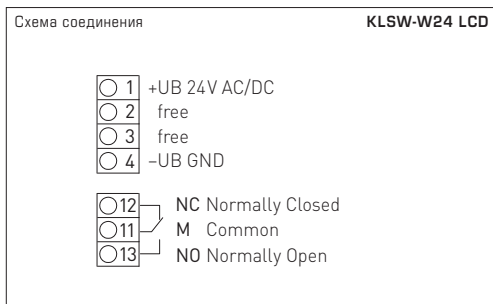 Схема соединения KLSW-W24 LCD
1 +UB 24V AC/DC
2 free
3 free
4 –UB GND
12 NC Normally Closed
11 M Common
13 NO Normally Open